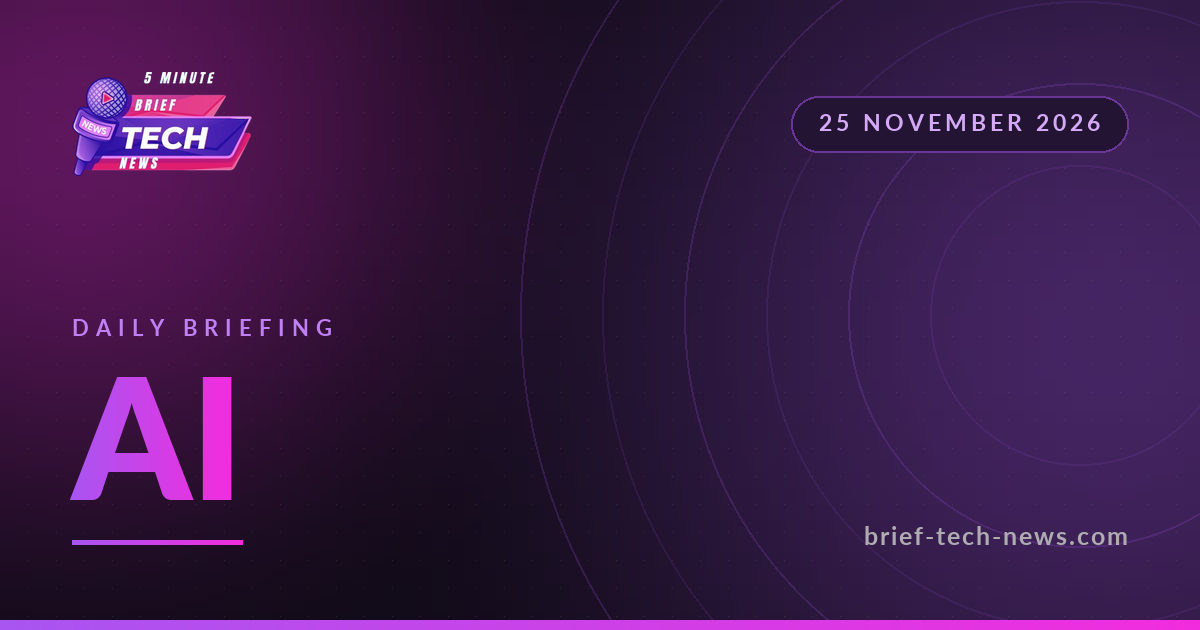 5 MINUTE
BRIEF
NEWS
TECH
NEWS
25 NOVEMBER 2026
DAILY BRIEFING
AI
brief-tech-news.com